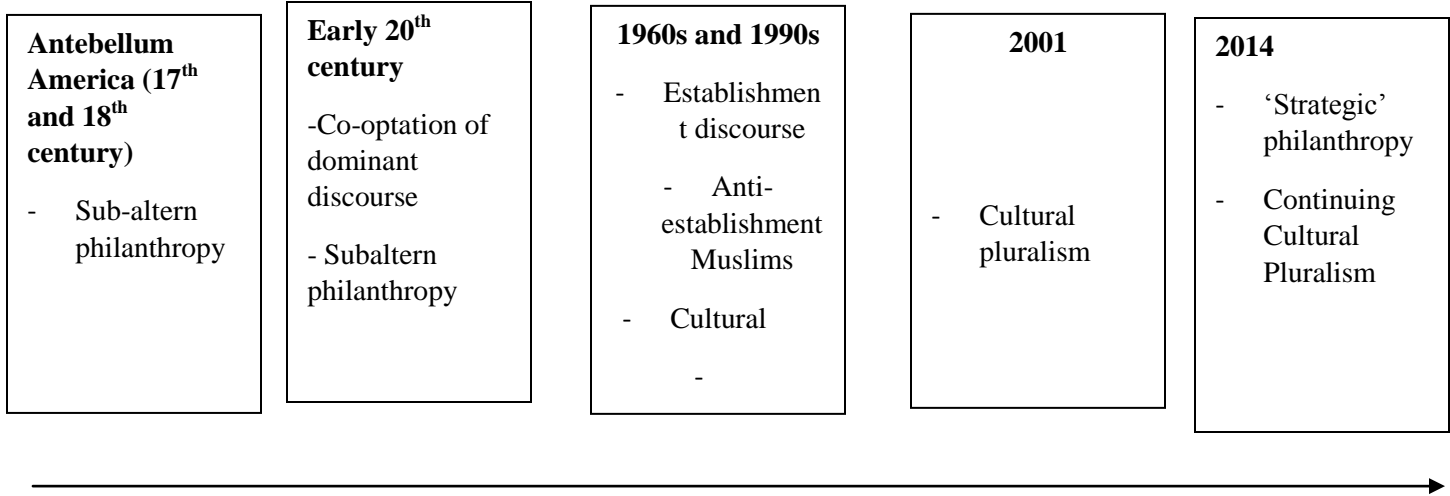 Antebellum
America (17th
and 18th
century)
- Sub-altern
philanthropy
Early 20th
century
-Co-optation of
dominant
discourse
- Subaltern
philanthropy
1960s and 1990s
- Establishmen
t discourse
- Anti-
establishment
Muslims
- Cultural
-
2001
- Cultural
pluralism
2014
- ‘Strategic’
philanthropy
- Continuing
Cultural
Pluralism